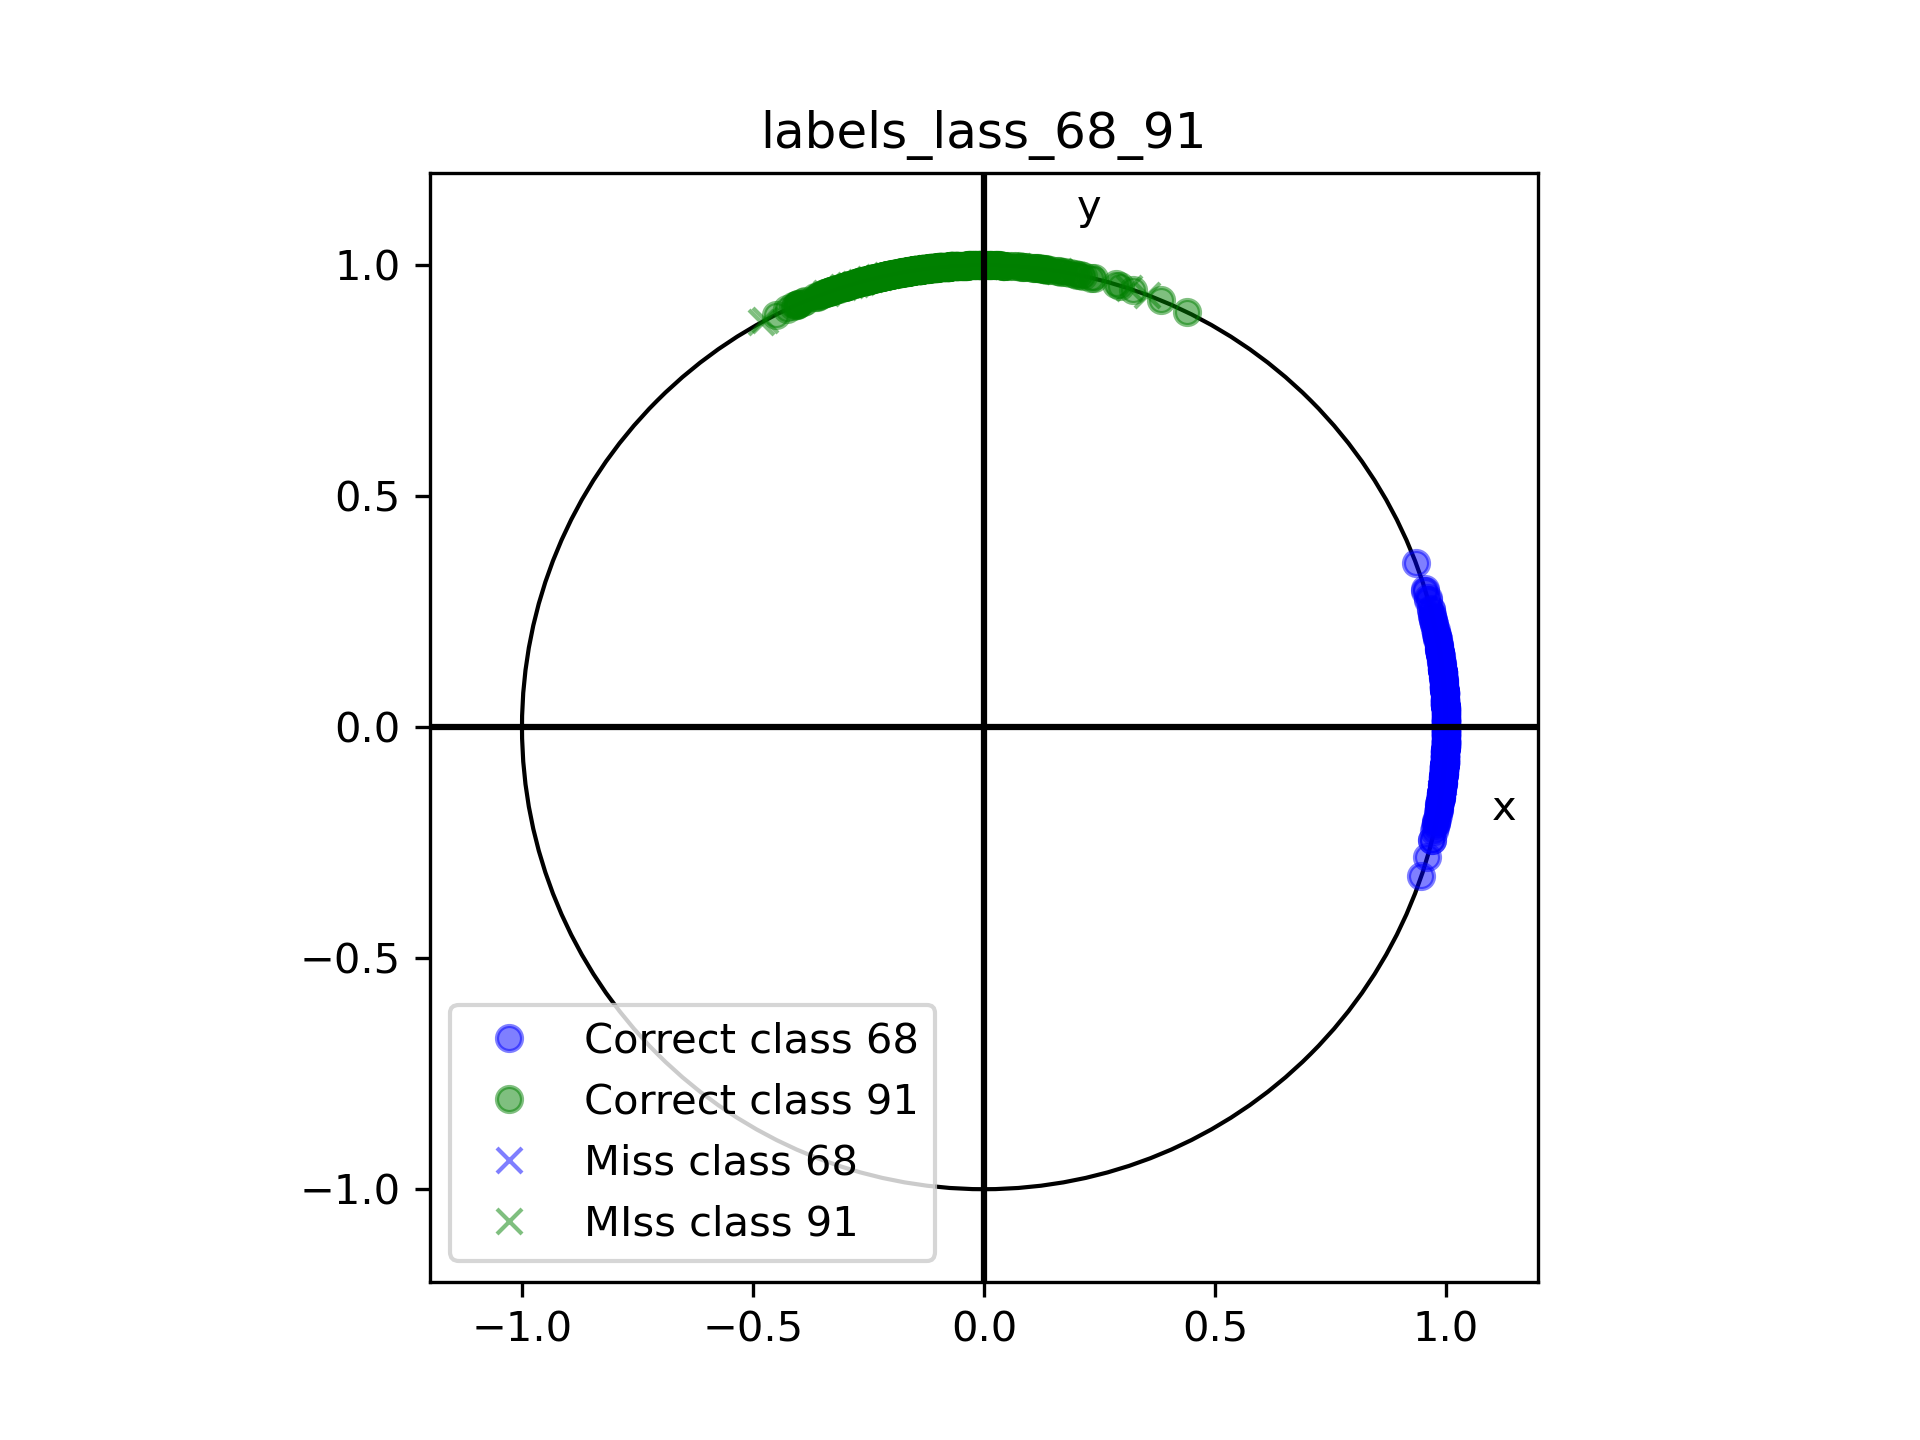 labels_lass_68_91
y
1.0
0.5
0.0
−0.5
−1.0
x
Correct class 68
Correct class 91
Miss class 68
MIss class 91
−1.0 −0.5 0.0 0.5 1.0